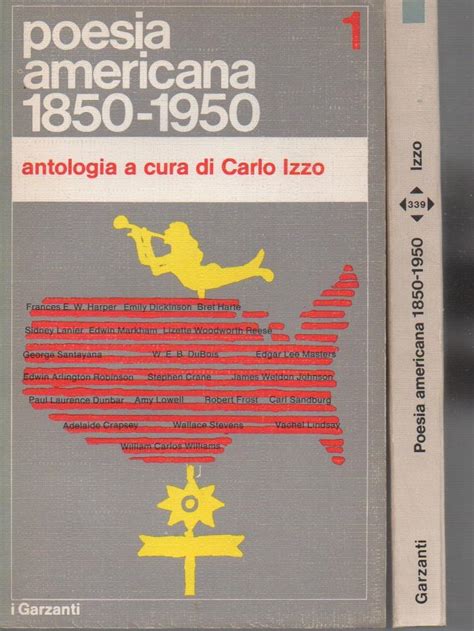 poesia
americana
1850-1950
1
antologia a cura di Carlo Izzo
Frances E. W. Harper Emily Dickinson Bret Harte
Sidney Lanier Edwin Markham Lizette Woodworth Reese
George Santayana W. E. B. DuBois Edgar Lee Masters
Edwin Arlington Robinson Stephen Crane James Weldon Johnson
Paul Laurence Dunbar Amy Lowell Robert Frost Carl Sandburg
Adelaide Crapsey Wallace Stevens Vachel Lindsay
William Carlos Williams
i Garzanti
Garzanti Poesia americana 1850-1950 339 Izzo